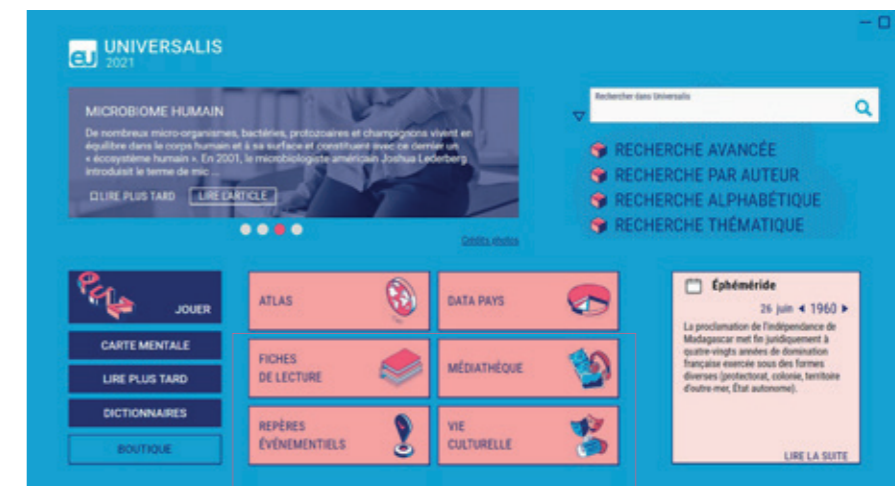 UNIVERSALIS
2021
MICROBIOME HUMAIN
De nombreux micro-organismes, bactéries, protozoaires et champignons vivent en
équilibre dans le corps humain et à sa surface et constituent avec ce dernier un
« écosystème humain ». En 2001, le microbiologiste américain Joshua Lederberg
introduisit le terme de mic ...
LIRE PLUS TARD
LIRE L'ARTICLE
Crédits photos
Rechercher dans Universalis
RECHERCHE AVANCÉE
RECHERCHE PAR AUTEUR
RECHERCHE ALPHABÉTIQUE
RECHERCHE THÉMATIQUE
JOUER
CARTE MENTALE
LIRE PLUS TARD
DICTIONNAIRES
BOUTIQUE
ATLAS
DATA PAYS
FICHES
DE LECTURE
MÉDIATHÈQUE
REPÈRES
ÉVÉNEMENTIELS
VIE
CULTURELLE
Éphéméride
26 juin ◀ 1960 ▶
La proclamation de l'indépendance de
Madagascar met fin juridiquement à
quatre-vingts années de domination
française exercée sous des formes
diverses (protectorat, colonie, territoire
d'outre mer, État autonome).
LIRE LA SUITE